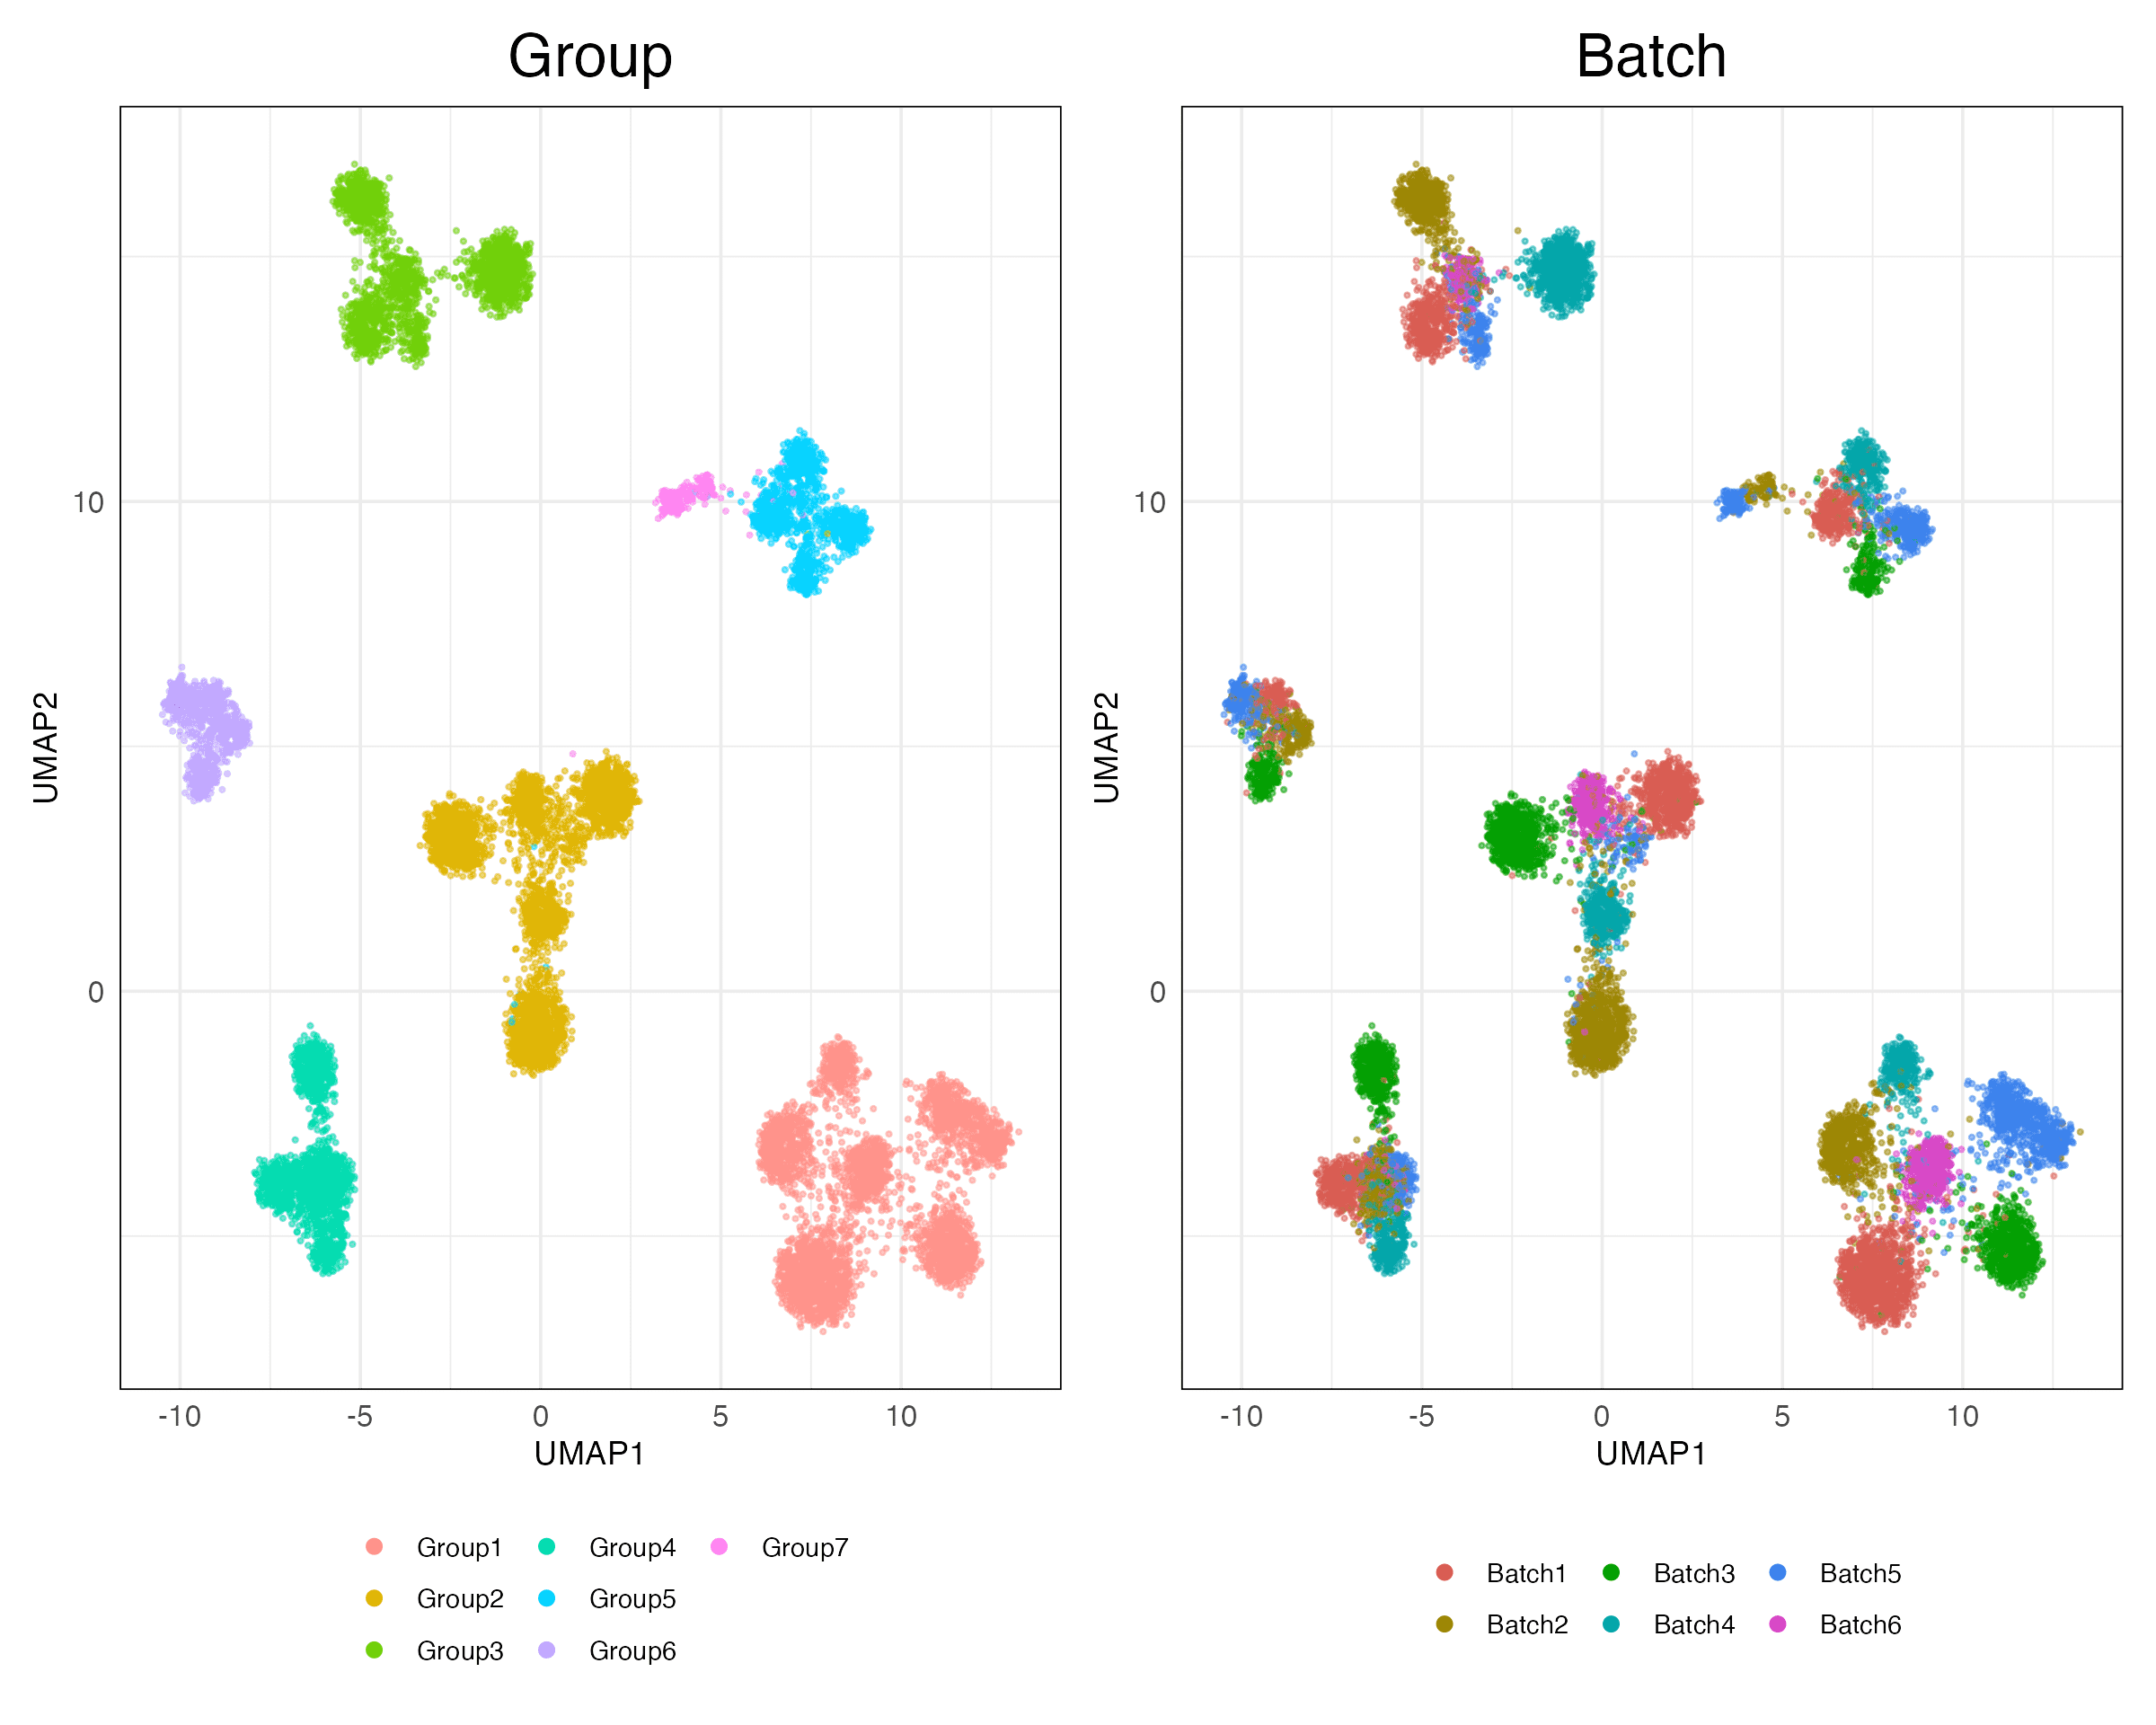 Group
Batch
UMAP2
10
0
-10 -5 0 5 10
UMAP1
UMAP2
10
0
-10 -5 0 5 10
UMAP1
Group1 Group4 Group7
Group2 Group5
Group3 Group6
Batch1 Batch3 Batch5
Batch2 Batch4 Batch6